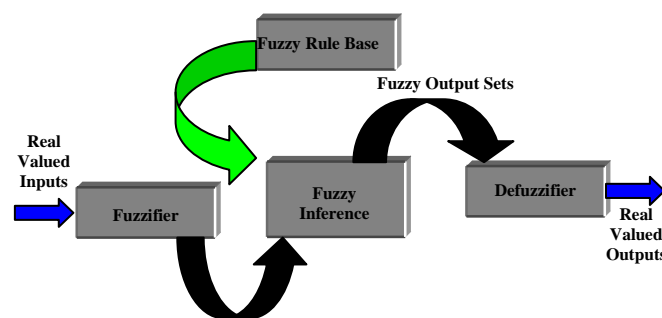 Fuzzy Rule Base
Fuzzy Output Sets
Real
Valued
Inputs
Fuzzifier
Fuzzy
Inference
Defuzzifier
Real
Valued
Outputs